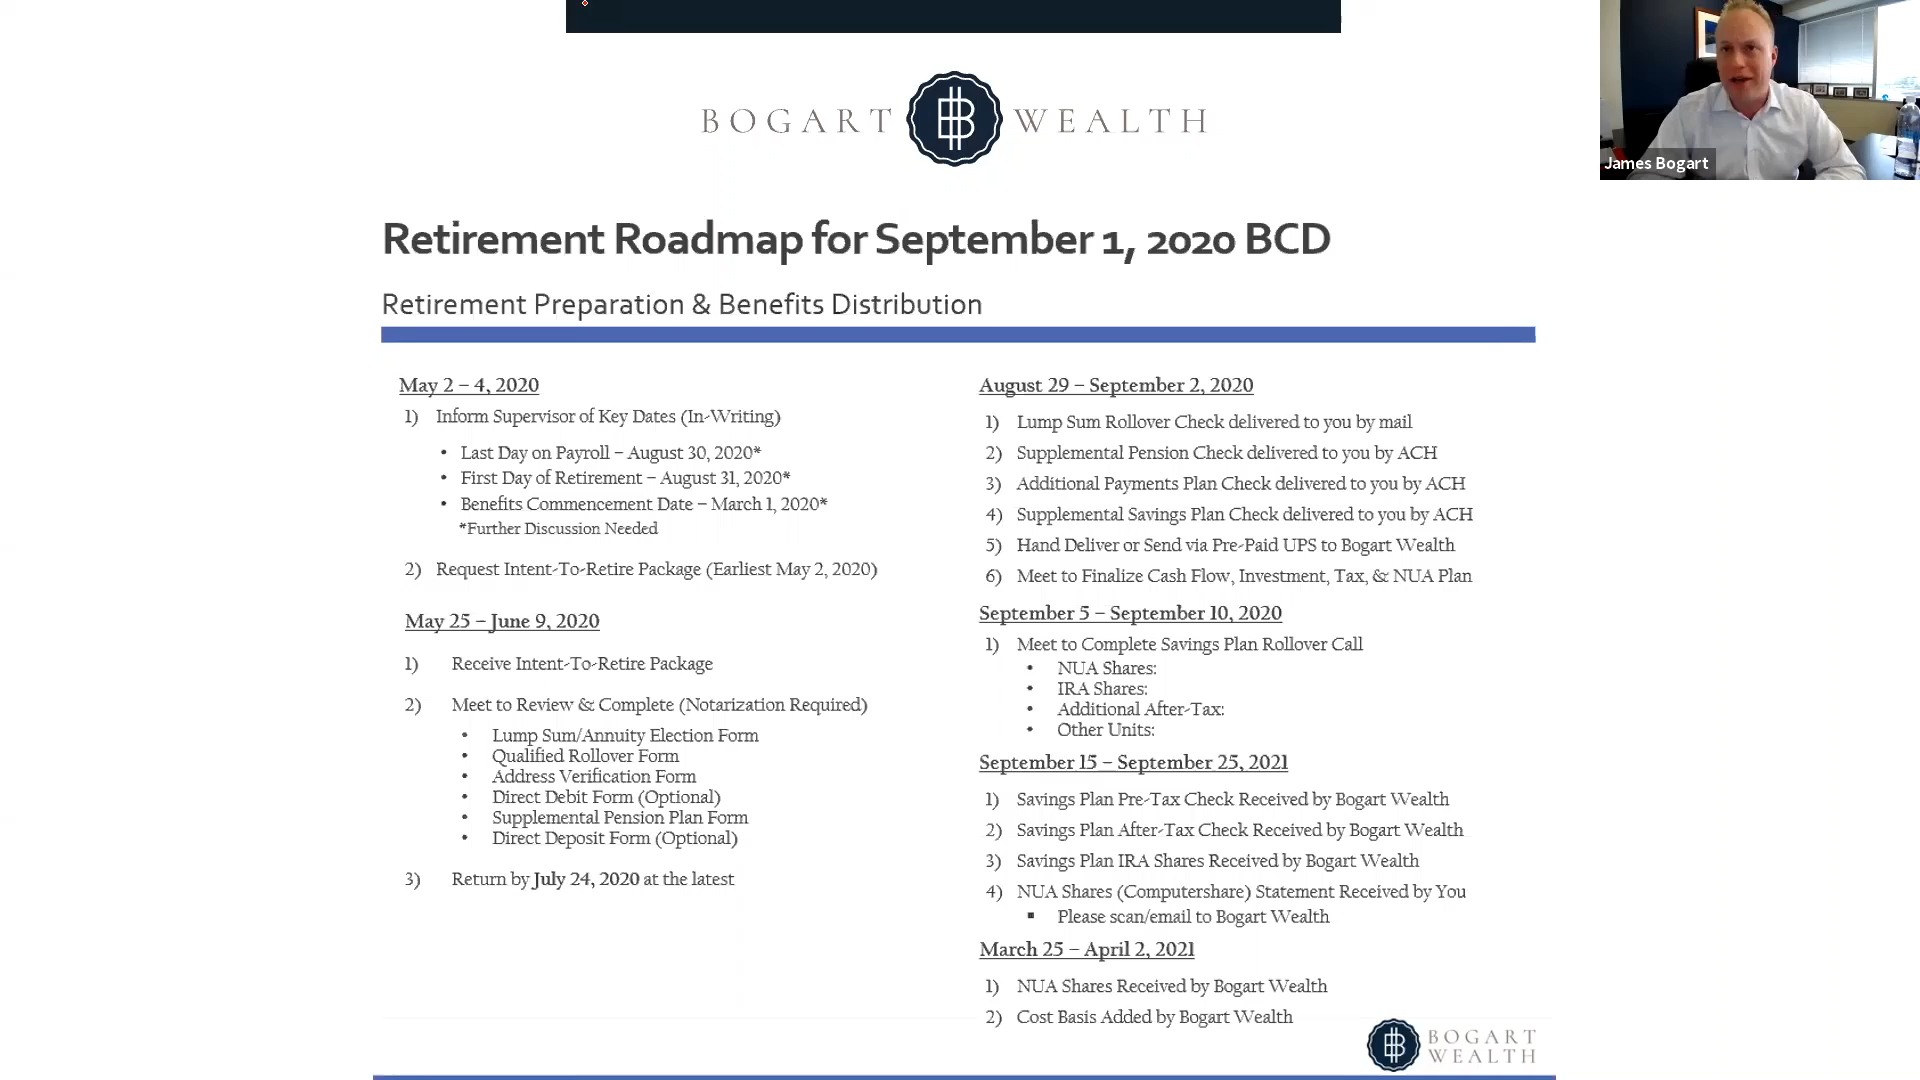 BOGART WEALTH
James Bogart
Retirement Roadmap for September 1, 2020 BCD
Retirement Preparation & Benefits Distribution
May 2 – 4, 2020
1) Inform Supervisor of Key Dates (In-Writing)
• Last Day on Payroll – August 30, 2020*
• First Day of Retirement – August 31, 2020*
• Benefits Commencement Date – March 1, 2020*
*Further Discussion Needed
2) Request Intent-To-Retire Package (Earliest May 2, 2020)
May 25 – June 9, 2020
1) Receive Intent-To-Retire Package
2) Meet to Review & Complete (Notarization Required)
• Lump Sum/Annuity Election Form
• Qualified Rollover Form
• Address Verification Form
• Direct Debit Form (Optional)
• Supplemental Pension Plan Form
• Direct Deposit Form (Optional)
3) Return by July 24, 2020 at the latest
August 29 – September 2, 2020
1) Lump Sum Rollover Check delivered to you by mail
2) Supplemental Pension Check delivered to you by ACH
3) Additional Payments Plan Check delivered to you by ACH
4) Supplemental Savings Plan Check delivered to you by ACH
5) Hand Deliver or Send via Pre-Paid UPS to Bogart Wealth
6) Meet to Finalize Cash Flow, Investment, Tax, & NUA Plan
September 5 – September 10, 2020
1) Meet to Complete Savings Plan Rollover Call
• NUA Shares:
• IRA Shares:
• Additional After-Tax:
• Other Units:
September 15 – September 25, 2021
1) Savings Plan Pre-Tax Check Received by Bogart Wealth
2) Savings Plan After-Tax Check Received by Bogart Wealth
3) Savings Plan IRA Shares Received by Bogart Wealth
4) NUA Shares (Computershare) Statement Received by You
▪ Please scan/email to Bogart Wealth
March 25 – April 2, 2021
1) NUA Shares Received by Bogart Wealth
2) Cost Basis Added by Bogart Wealth
BOGART
WEALTH